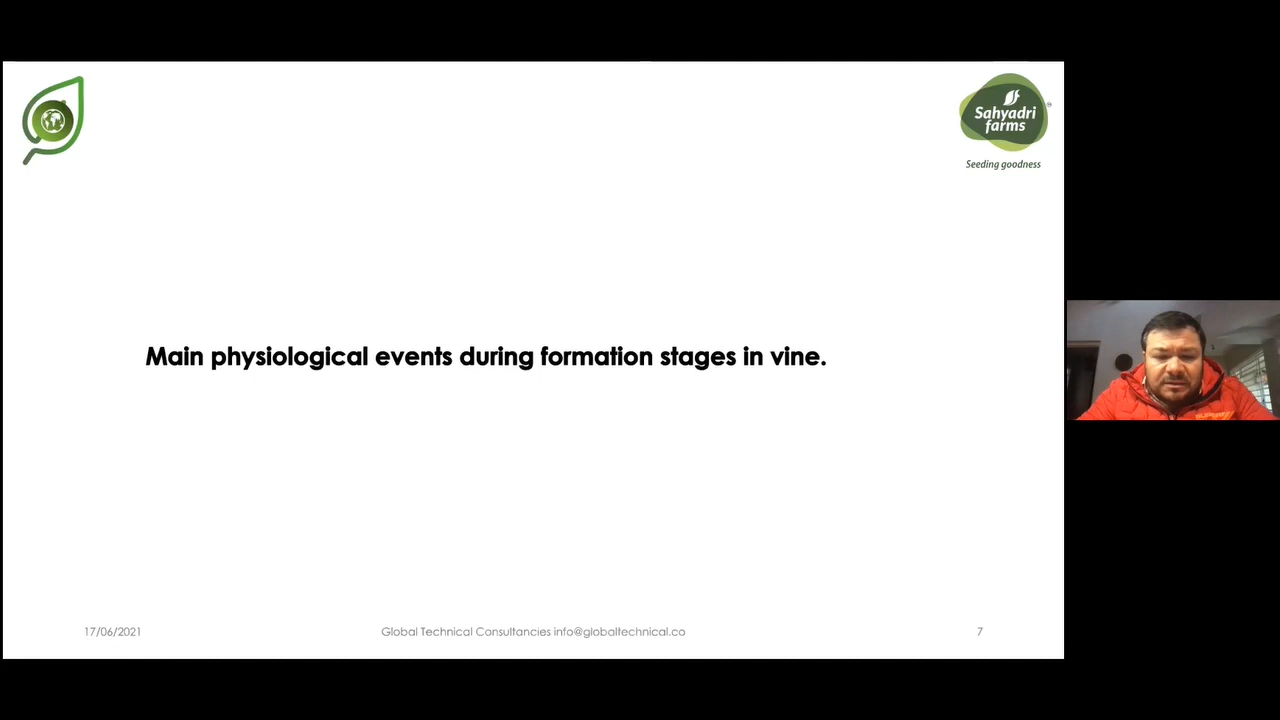 Sahyadri
farms
Seeding goodness
Main physiological events during formation stages in vine.
17/06/2021
Global Technical Consultancies info@globaltechnical.co
7